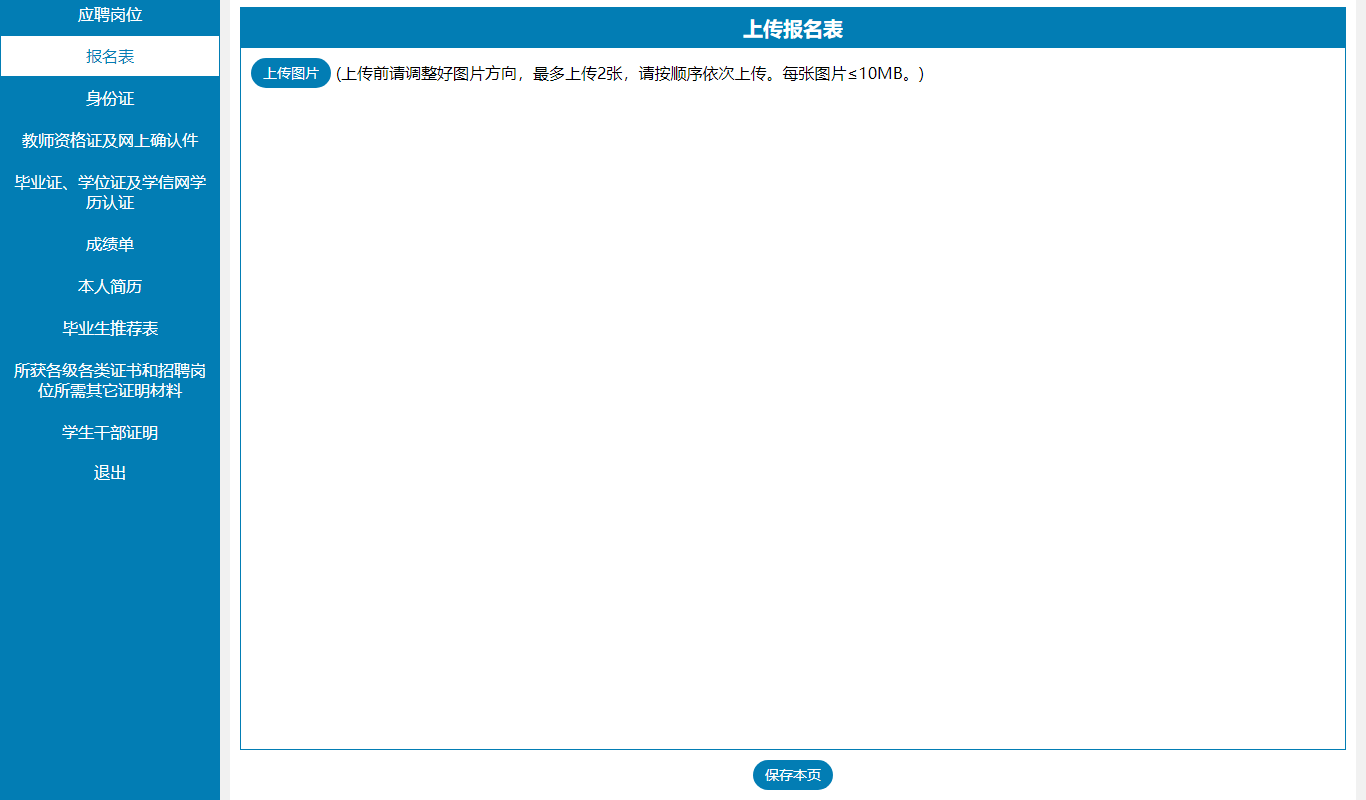 应聘岗位
报名表
身份证
教师资格证及网上确认件
毕业证、学位证及学信网学
历认证
成绩单
本人简历
毕业生推荐表
所获各级各类证书和招聘岗
位所需其它证明材料
学生干部证明
退出
上传报名表
上传图片 (上传前请调整好图片方向，最多上传2张，请按顺序依次上传。每张图片≤10MB。)
保存本页